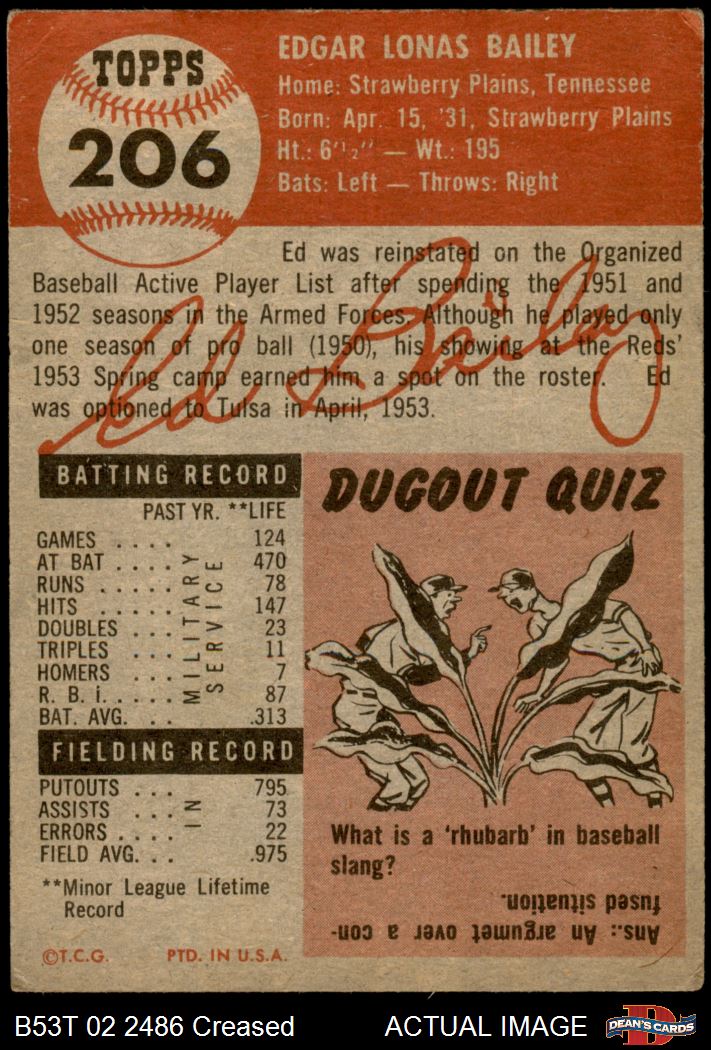 TOPPS
206
EDGAR LONAS BAILEY
Home: Strawberry Plains, Tennessee
Born: Apr. 15, '31, Strawberry Plains
Ht.: 6'½" — Wt.: 195
Bats: Left — Throws: Right
Ed was reinstated on the Organized
Baseball Active Player List after spending the 1951 and
1952 seasons in the Armed Forces. Although he played only
one season of pro ball (1950), his showing at the Reds'
1953 Spring camp earned him a spot on the roster. Ed
was optioned to Tulsa in April, 1953.
Ed Bailey
BATTING RECORD
PAST YR. **LIFE
GAMES . . . . 124
AT BAT . . . . 470
RUNS . . . . . 78
HITS . . . . . . 147
DOUBLES . . . 23
TRIPLES . . . 11
HOMERS . . . 7
R. B. I. . . . . . 87
BAT. AVG. . . .313
IN MILITARY SERVICE
FIELDING RECORD
PUTOUTS . . . 795
ASSISTS . . . 73
ERRORS . . . . 22
FIELD AVG. . . .975
**Minor League Lifetime
Record
©T.C.G. PTD. IN U.S.A.
DUGOUT QUIZ
What is a 'rhubarb' in baseball
slang?
Ans.: An argumet over a con-
fused situation.
B53T 02 2486 Creased ACTUAL IMAGE
DEAN'S CARDS